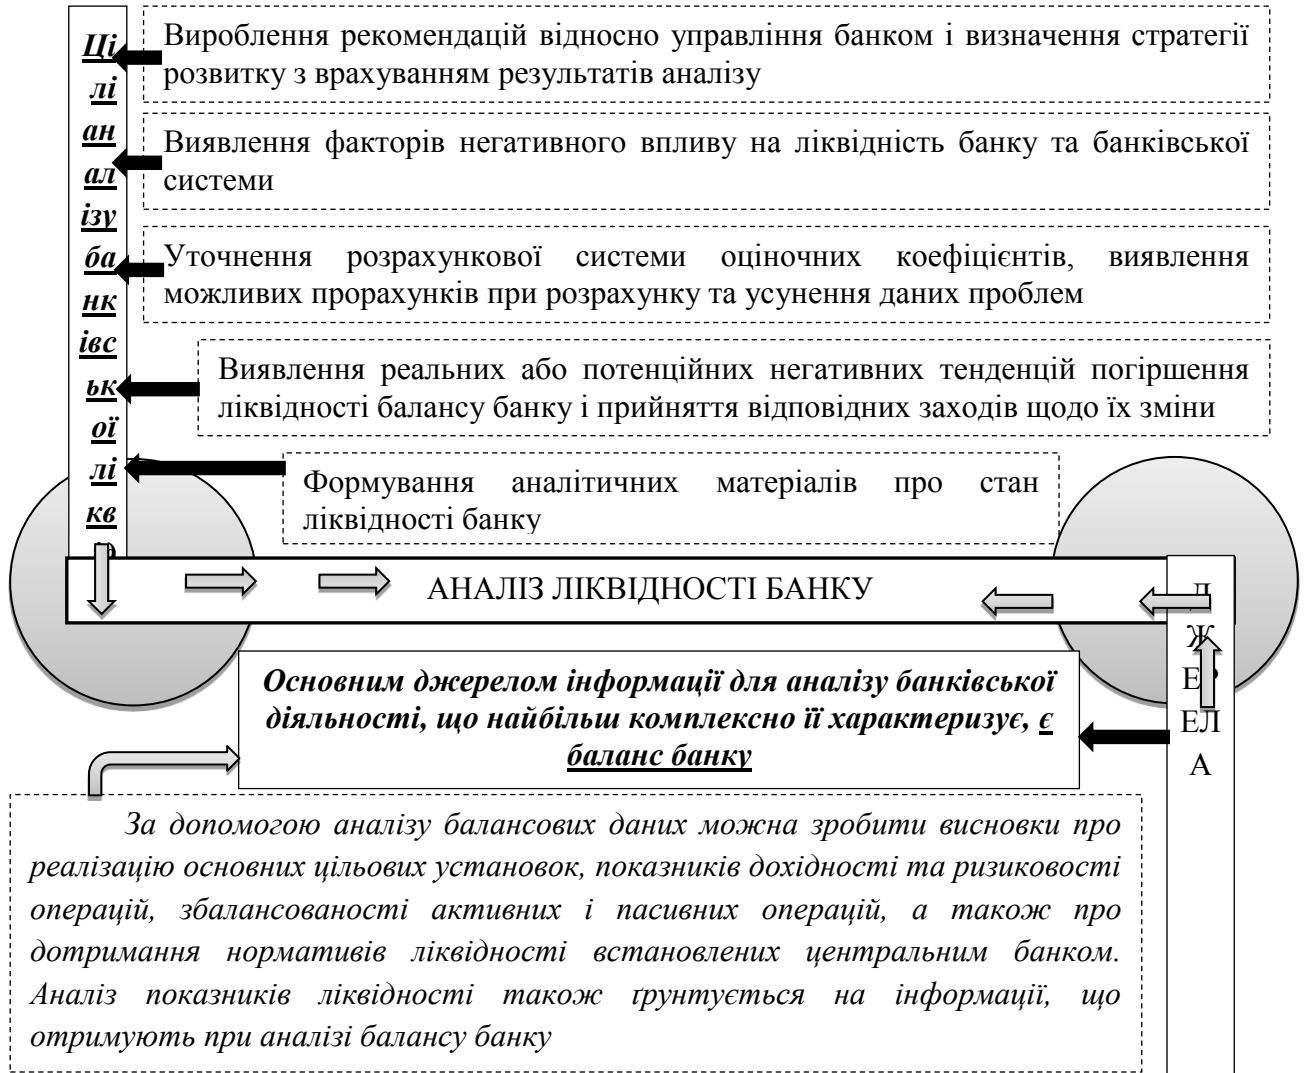 Ці
лі
ан
ал
ізу
ба
нк
івс
ьк
ої
лі
кв
Вироблення рекомендацій відносно управління банком і визначення стратегії
розвитку з врахуванням результатів аналізу
Виявлення факторів негативного впливу на ліквідність банку та банківської
системи
Уточнення розрахункової системи оціночних коефіцієнтів, виявлення
можливих прорахунків при розрахунку та усунення даних проблем
Виявлення реальних або потенційних негативних тенденцій погіршення
ліквідності балансу банку і прийняття відповідних заходів щодо їх зміни
Формування аналітичних матеріалів про стан
ліквідності банку
АНАЛІЗ ЛІКВІДНОСТІ БАНКУ
Д
Ж
ЕР
ЕЛ
А
Основним джерелом інформації для аналізу банківської
діяльності, що найбільш комплексно її характеризує, є
баланс банку
За допомогою аналізу балансових даних можна зробити висновки про
реалізацію основних цільових установок, показників дохідності та ризиковості
операцій, збалансованості активних і пасивних операцій, а також про
дотримання нормативів ліквідності встановлених центральним банком.
Аналіз показників ліквідності також ґрунтується на інформації, що
отримують при аналізі балансу банку